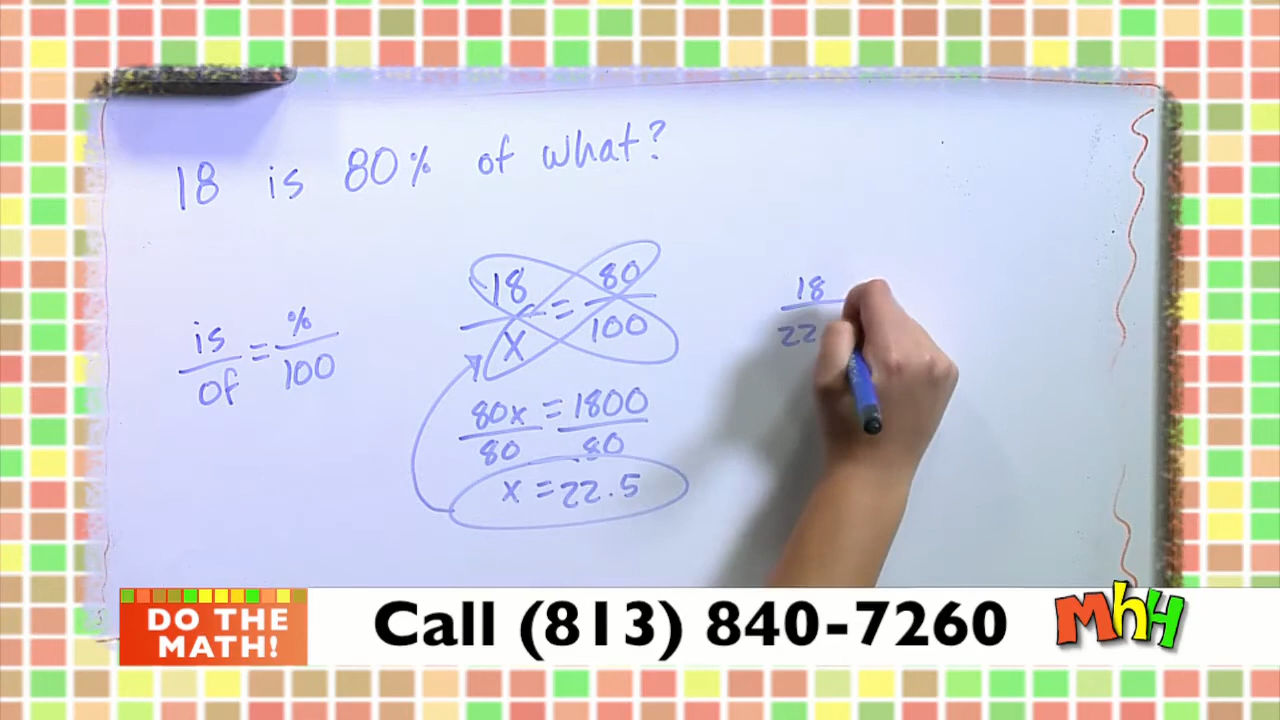 18 is 80% of what?
is/of = %/100
18/x = 80/100
80x/80 = 1800/80
x = 22.5
18
22
DO THE
MATH!
Call (813) 840-7260
Mh4